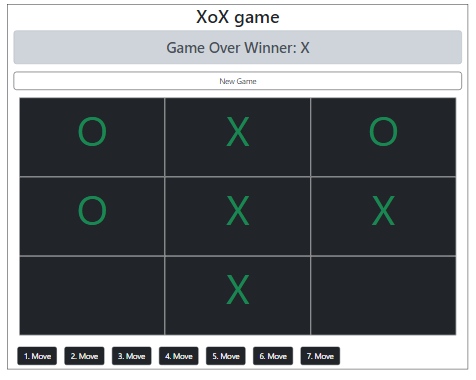 XoX game
Game Over Winner: X
New Game
O X O
O X X
X
1. Move 2. Move 3. Move 4. Move 5. Move 6. Move 7. Move